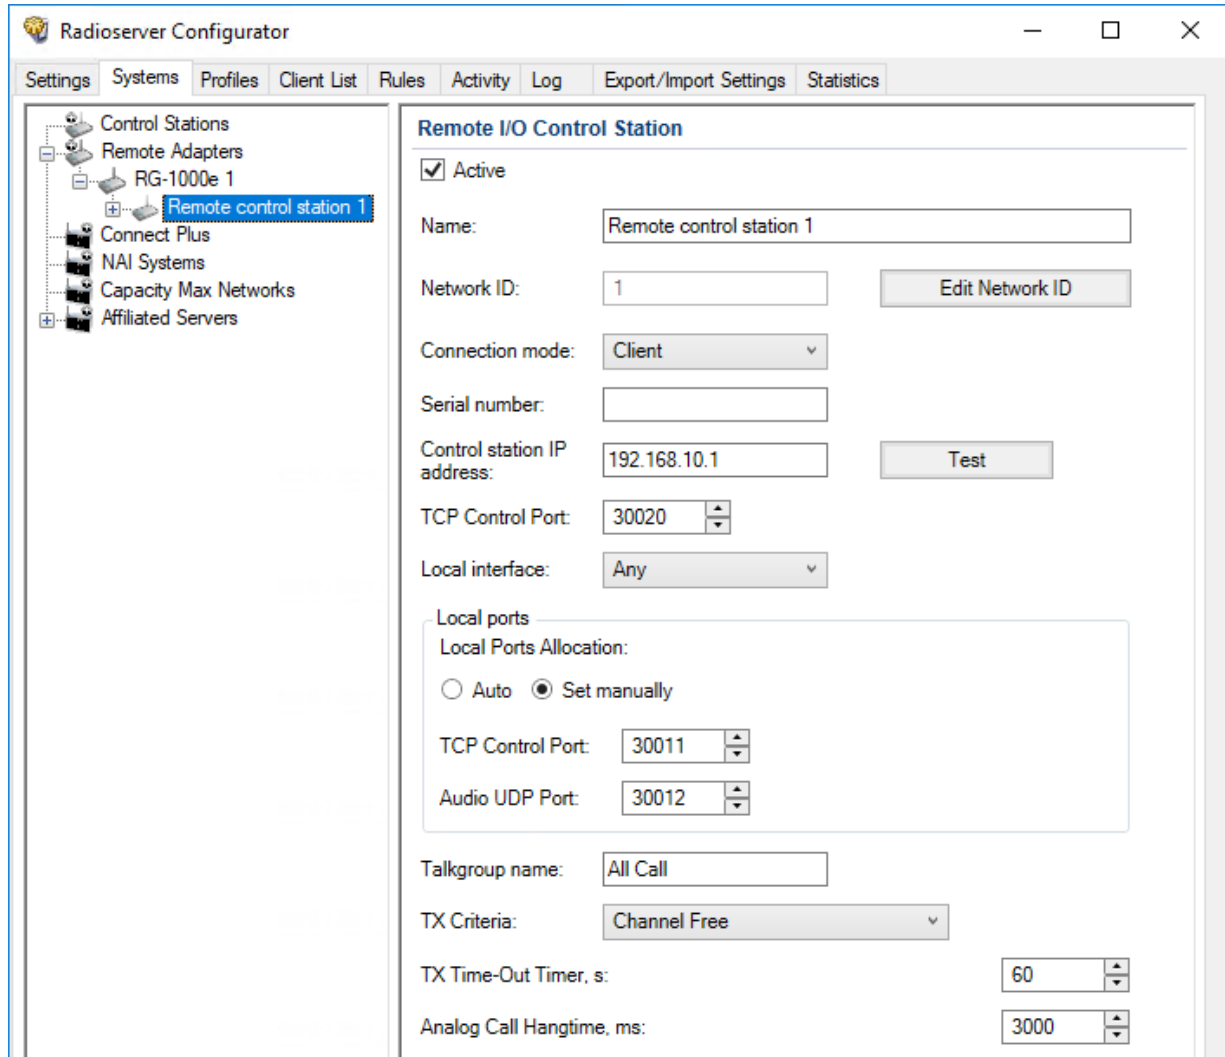 Radioserver Configurator
Settings Systems Profiles Client List Rules Activity Log Export/Import Settings Statistics
Control Stations
Remote Adapters
RG-1000e 1
Remote control station 1
Connect Plus
NAI Systems
Capacity Max Networks
Affiliated Servers
Remote I/O Control Station
Active
Name: Remote control station 1
Network ID: 1 Edit Network ID
Connection mode: Client
Serial number:
Control station IP
address: 192.168.10.1 Test
TCP Control Port: 30020
Local interface: Any
Local ports
Local Ports Allocation:
Auto Set manually
TCP Control Port: 30011
Audio UDP Port: 30012
Talkgroup name: All Call
TX Criteria: Channel Free
TX Time-Out Timer, s: 60
Analog Call Hangtime, ms: 3000